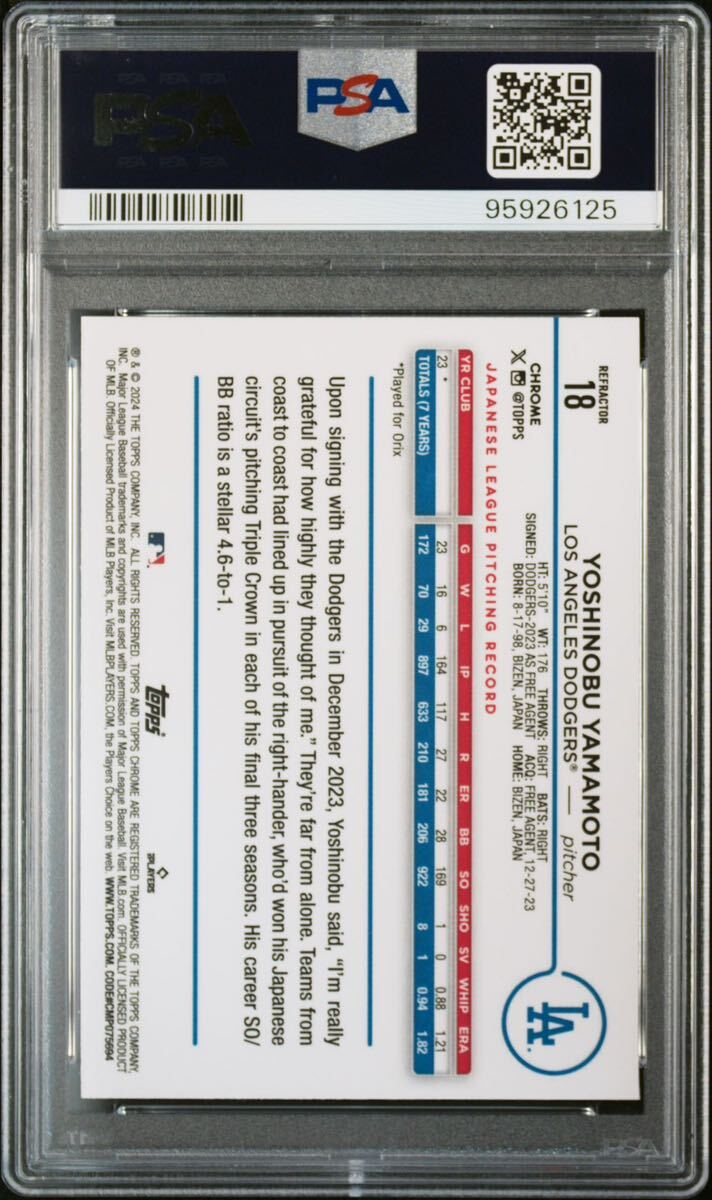 PSA PSA PSA
PSA
PSA PSA PSA
PSA
95926125
REFRACTOR
18
YOSHINOBU YAMAMOTO
LOS ANGELES DODGERS® — pitcher
HT: 5'10" WT: 176 THROWS: RIGHT BATS: RIGHT
SIGNED: DODGERS-2023 AS FREE AGENT ACQ: FREE AGENT, 12-27-23
BORN: 8-17-98, BIZEN, JAPAN HOME: BIZEN, JAPAN
CHROME
@TOPPS
LA
JAPANESE LEAGUE PITCHING RECORD
YR CLUB G W L IP H R ER BB SO SHO SV WHIP ERA
23 * 23 16 6 164 117 27 22 28 169 1 0 0.88 1.21
TOTALS (7 YEARS) 172 70 29 897 633 210 181 206 922 8 1 0.94 1.82
*Played for Orix
Upon signing with the Dodgers in December 2023, Yoshinobu said, "I'm really
grateful for how highly they thought of me." They're far from alone. Teams from
coast to coast had lined up in pursuit of the right-hander, who'd won his Japanese
circuit's pitching Triple Crown in each of his final three seasons. His career SO/
BB ratio is a stellar 4.6-to-1.
topps®
PLAYERS
® & © 2024 THE TOPPS COMPANY, INC. ALL RIGHTS RESERVED. TOPPS AND TOPPS CHROME ARE REGISTERED TRADEMARKS OF THE TOPPS COMPANY,
INC. Major League Baseball trademarks and copyrights are used with permission of Major League Baseball. Visit MLB.com. OFFICIALLY LICENSED PRODUCT
OF MLB. Officially Licensed Product of MLB Players, Inc. Visit MLBPLAYERS.COM, the Players Choice on the web. WWW.TOPPS.COM. CODE#CMP075694
PSA